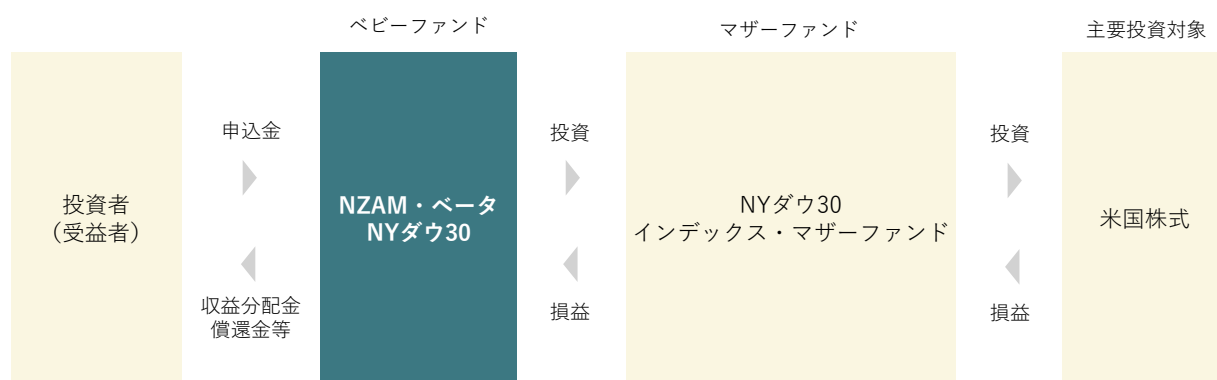 ベビーファンド
マザーファンド
主要投資対象
投資者
（受益者）
申込金
収益分配金
償還金等
NZAM・ベータ
NYダウ30
投資
損益
NYダウ30
インデックス・マザーファンド
投資
損益
米国株式